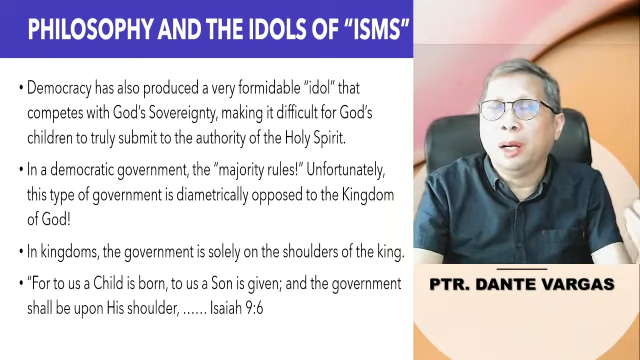 PHILOSOPHY AND THE IDOLS OF “ISMS”
• Democracy has also produced a very formidable “idol” that
competes with God’s Sovereignty, making it difficult for God’s
children to truly submit to the authority of the Holy Spirit.
• In a democratic government, the “majority rules!” Unfortunately,
this type of government is diametrically opposed to the Kingdom
of God!
• In kingdoms, the government is solely on the shoulders of the king.
• “For to us a Child is born, to us a Son is given; and the government
shall be upon His shoulder, …… Isaiah 9:6
PTR. DANTE VARGAS